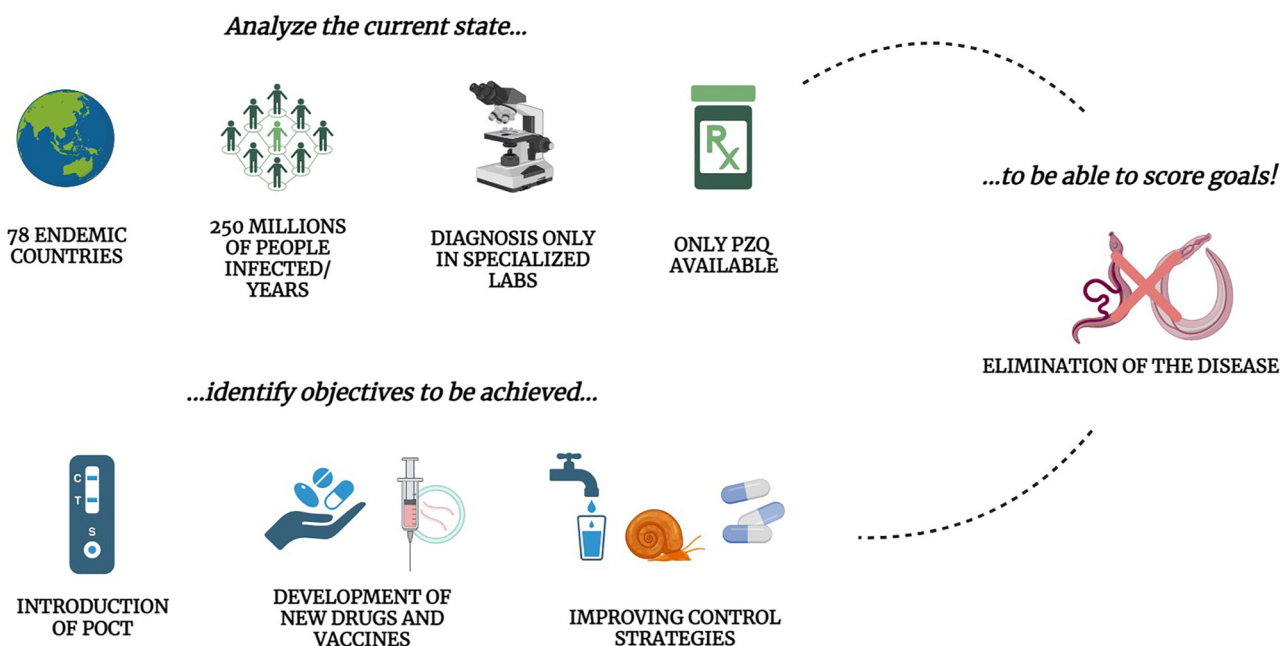 Analyze the current state...
78 ENDEMIC
COUNTRIES
250 MILLIONS
OF PEOPLE
INFECTED/
YEARS
DIAGNOSIS ONLY
IN SPECIALIZED
LABS
Rx
ONLY PZQ
AVAILABLE
...to be able to score goals!
ELIMINATION OF THE DISEASE
...identify objectives to be achieved...
C
T
S
INTRODUCTION
OF POCT
DEVELOPMENT OF
NEW DRUGS AND
VACCINES
IMPROVING CONTROL
STRATEGIES